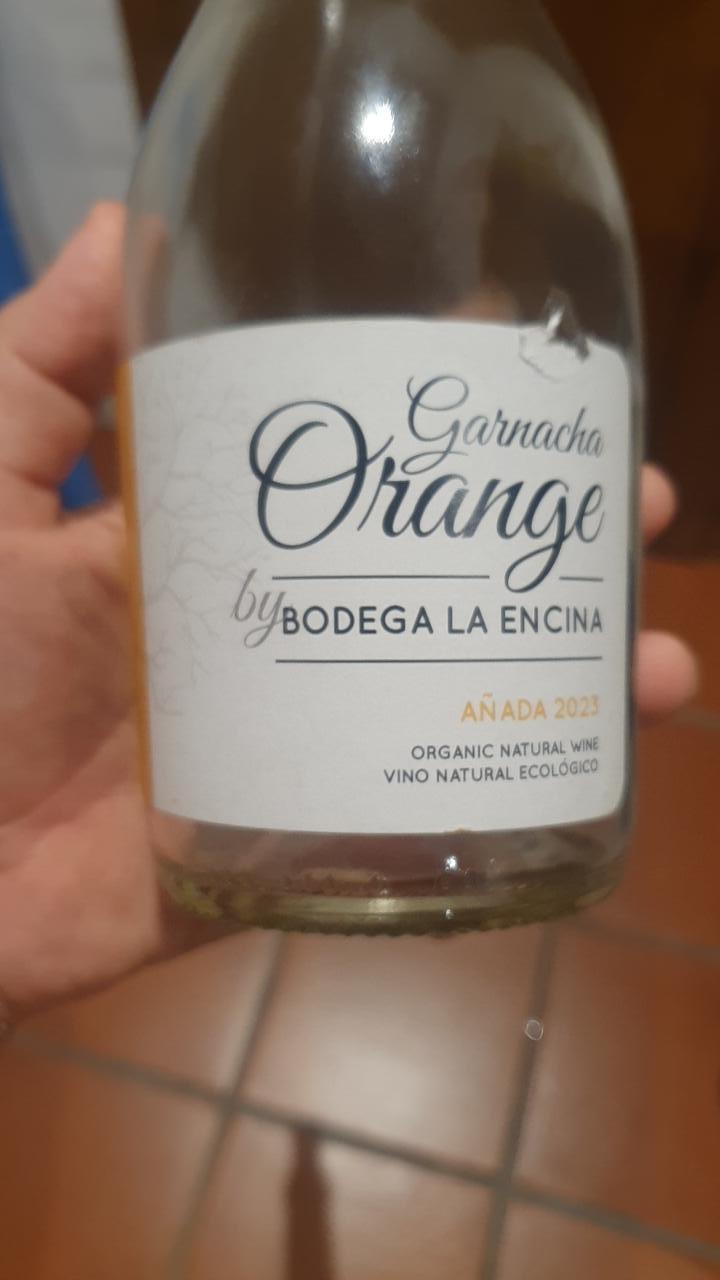 Garnacha
Orange
by BODEGA LA ENCINA
AÑADA 2023
ORGANIC NATURAL WINE
VINO NATURAL ECOLÓGICO